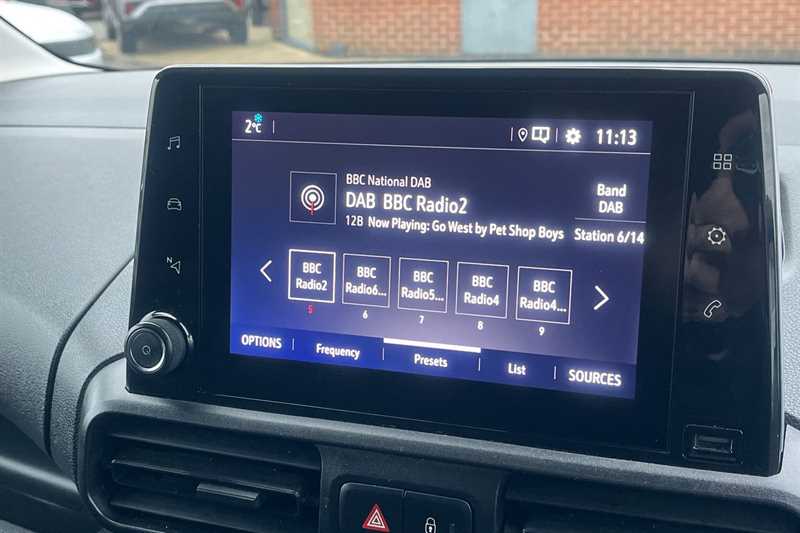 2°C
11:13
BBC National DAB
DAB BBC Radio2
12B Now Playing: Go West by Pet Shop Boys
Band
DAB
Station 6/14
BBC
Radio2
5
BBC
Radio6...
6
BBC
Radio5...
7
BBC
Radio4
8
BBC
Radio4...
9
OPTIONS
Frequency
Presets
List
SOURCES
N